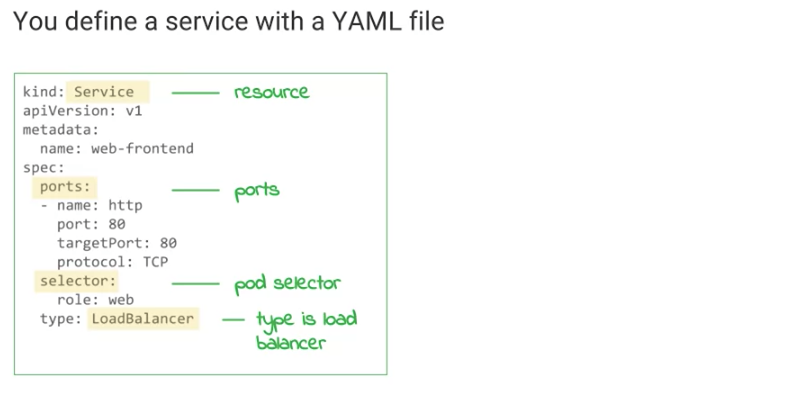 You define a service with a YAML file
kind: Service resource
apiVersion: v1
metadata:
name: web-frontend
spec:
ports: ports
- name: http
port: 80
targetPort: 80
protocol: TCP
selector: pod selector
role: web
type: LoadBalancer type is load
balancer